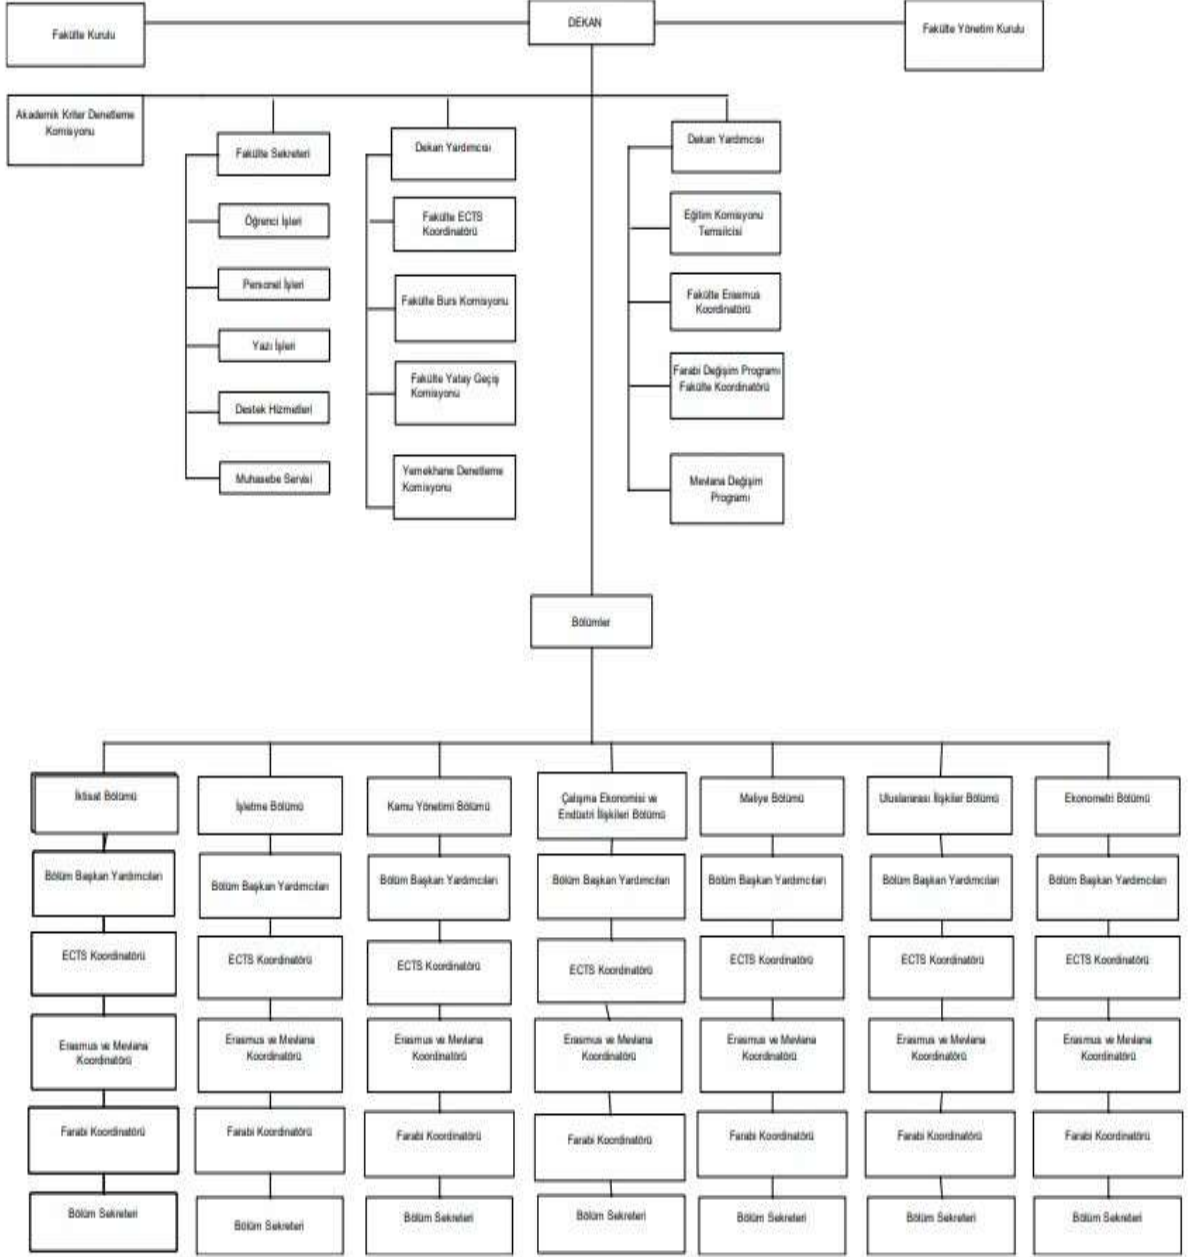 Fakülte Kurulu
DEKAN
Fakülte Yönetim Kurulu
Akademik Kriter Denetleme
Komisyonu
Fakülte Sekreteri
Öğrenci İşleri
Personel İşleri
Yazı İşleri
Destek Hizmetleri
Muhasebe Servisi
Dekan Yardımcısı
Fakülte ECTS
Koordinatörü
Fakülte Burs Komisyonu
Fakülte Yatay Geçiş
Komisyonu
Yemekhane Denetleme
Komisyonu
Dekan Yardımcısı
Eğitim Komisyonu
Temsilcisi
Fakülte Erasmus
Koordinatörü
Farabi Değişim Programı
Fakülte Koordinatörü
Mevlana Değişim
Programı
Bölümler
İktisat Bölümü
Bölüm Başkan Yardımcıları
ECTS Koordinatörü
Erasmus ve Mevlana
Koordinatörü
Farabi Koordinatörü
Bölüm Sekreteri
İşletme Bölümü
Bölüm Başkan Yardımcıları
ECTS Koordinatörü
Erasmus ve Mevlana
Koordinatörü
Farabi Koordinatörü
Bölüm Sekreteri
Kamu Yönetimi Bölümü
Bölüm Başkan Yardımcıları
ECTS Koordinatörü
Erasmus ve Mevlana
Koordinatörü
Farabi Koordinatörü
Bölüm Sekreteri
Çalışma Ekonomisi ve
Endüstri İlişkileri Bölümü
Bölüm Başkan Yardımcıları
ECTS Koordinatörü
Erasmus ve Mevlana
Koordinatörü
Farabi Koordinatörü
Bölüm Sekreteri
Maliye Bölümü
Bölüm Başkan Yardımcıları
ECTS Koordinatörü
Erasmus ve Mevlana
Koordinatörü
Farabi Koordinatörü
Bölüm Sekreteri
Uluslararası İlişkiler Bölümü
Bölüm Başkan Yardımcıları
ECTS Koordinatörü
Erasmus ve Mevlana
Koordinatörü
Farabi Koordinatörü
Bölüm Sekreteri
Ekonometri Bölümü
Bölüm Başkan Yardımcıları
ECTS Koordinatörü
Erasmus ve Mevlana
Koordinatörü
Farabi Koordinatörü
Bölüm Sekreteri